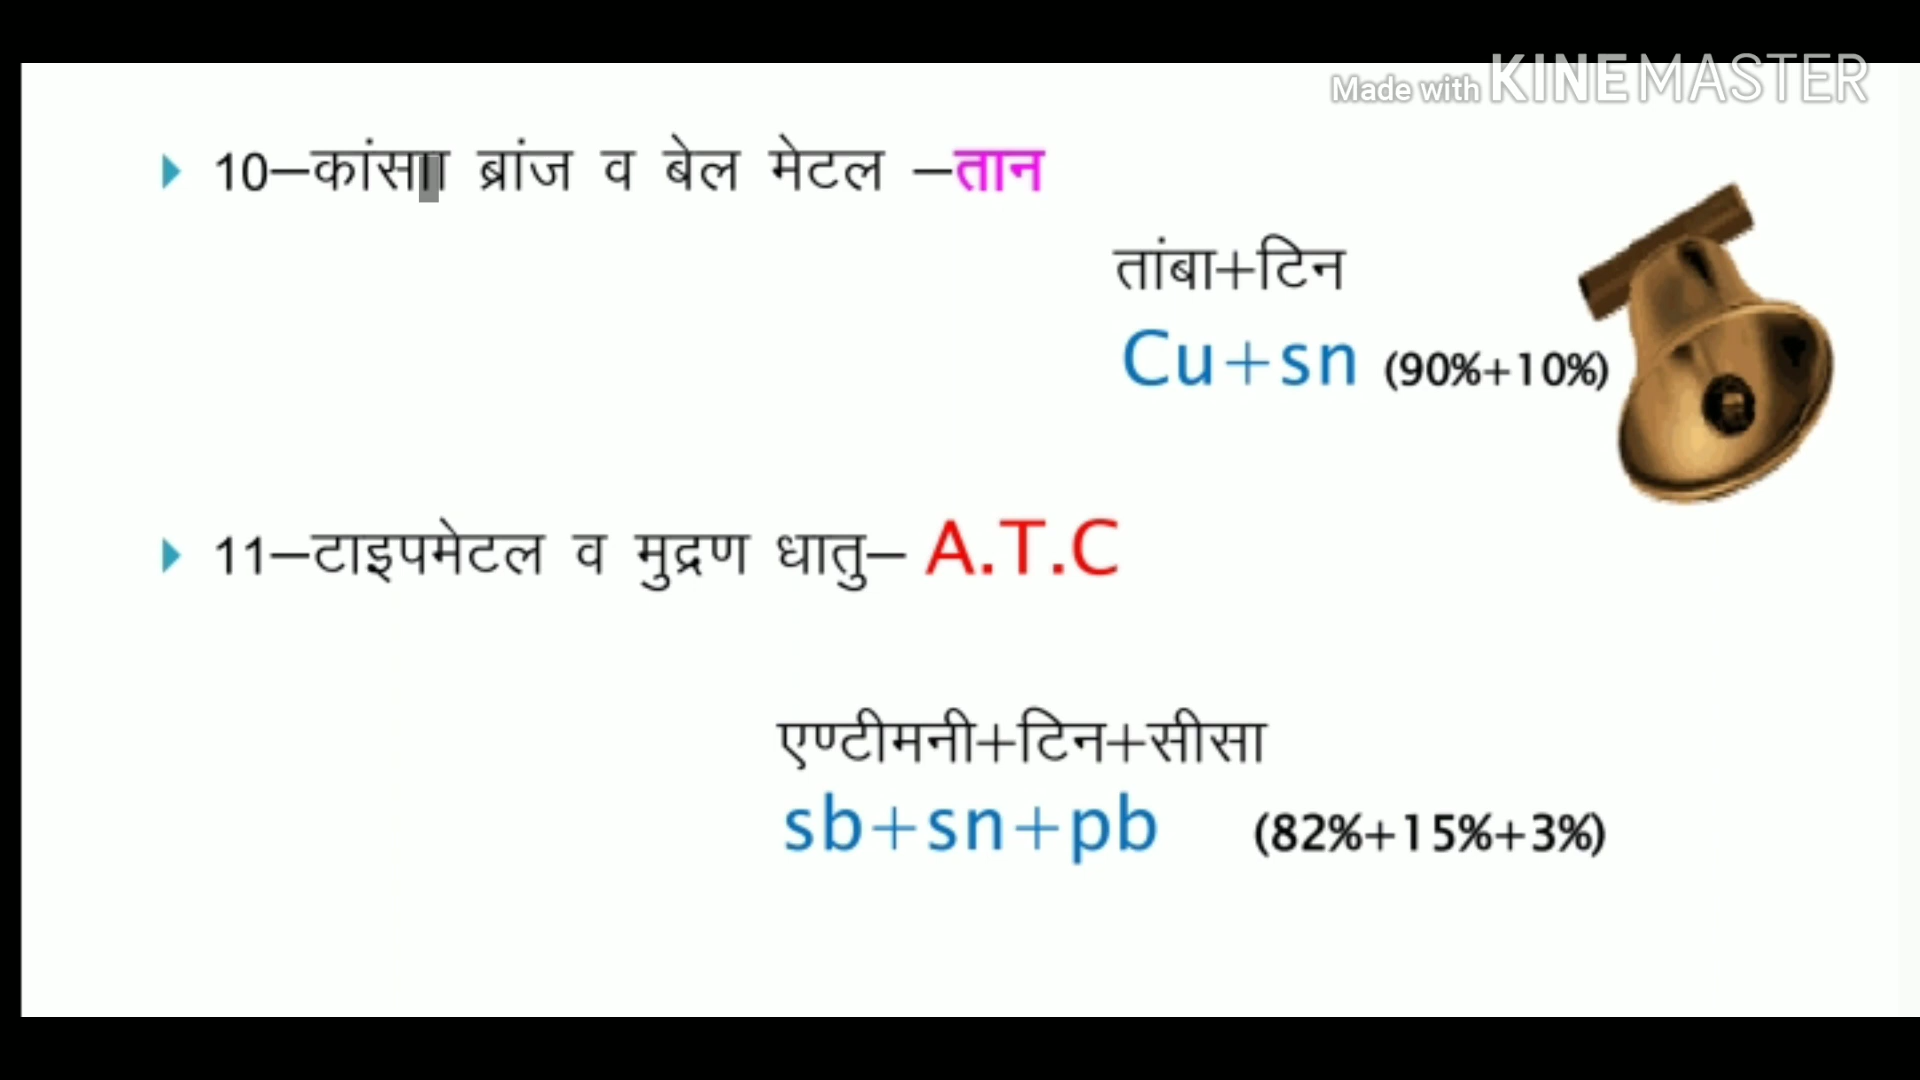 Made with KINEMASTER
10–कांसा ब्रांज व बेल मेटल –तान
तांबा+टिन
Cu+sn (90%+10%)
11–टाइपमेटल व मुद्रण धातु– A.T.C
एण्टीमनी+टिन+सीसा
sb+sn+pb (82%+15%+3%)